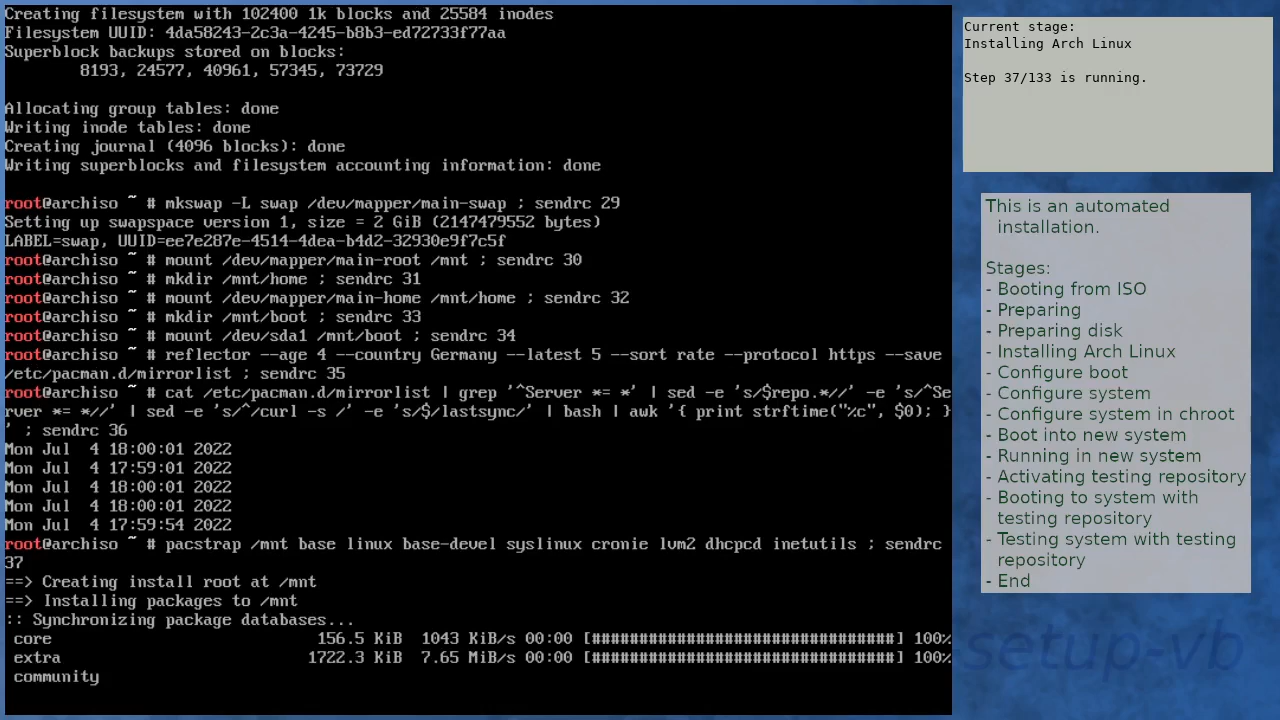 Creating filesystem with 102400 1k blocks and 25584 inodes
Filesystem UUID: 4da58243-2c3a-4245-b8b3-ed72733f77aa
Superblock backups stored on blocks:
        8193, 24577, 40961, 57345, 73729

Allocating group tables: done
Writing inode tables: done
Creating journal (4096 blocks): done
Writing superblocks and filesystem accounting information: done

root@archiso ~ # mkswap -L swap /dev/mapper/main-swap ; sendrc 29
Setting up swapspace version 1, size = 2 GiB (2147479552 bytes)
LABEL=swap, UUID=ee7e287e-4514-4dea-b4d2-32930e9f7c5f
root@archiso ~ # mount /dev/mapper/main-root /mnt ; sendrc 30
root@archiso ~ # mkdir /mnt/home ; sendrc 31
root@archiso ~ # mount /dev/mapper/main-home /mnt/home ; sendrc 32
root@archiso ~ # mkdir /mnt/boot ; sendrc 33
root@archiso ~ # mount /dev/sda1 /mnt/boot ; sendrc 34
root@archiso ~ # reflector --age 4 --country Germany --latest 5 --sort rate --protocol https --save
/etc/pacman.d/mirrorlist ; sendrc 35
root@archiso ~ # cat /etc/pacman.d/mirrorlist | grep '^Server *= *' | sed -e 's/$repo.*//' -e 's/^Se
rver *= *//' | sed -e 's/^/curl -s /' -e 's/$/lastsync/' | bash | awk '{ print strftime("%c", $0); }
' ; sendrc 36
Mon Jul  4 18:00:01 2022
Mon Jul  4 17:59:01 2022
Mon Jul  4 18:00:01 2022
Mon Jul  4 18:00:01 2022
Mon Jul  4 17:59:54 2022
root@archiso ~ # pacstrap /mnt base linux base-devel syslinux cronie lvm2 dhcpcd inetutils ; sendrc
37
==> Creating install root at /mnt
==> Installing packages to /mnt
:: Synchronizing package databases...
 core                            156.5 KiB  1043 KiB/s 00:00 [################################] 100%
 extra                          1722.3 KiB  7.65 MiB/s 00:00 [################################] 100%
 community
Current stage:
Installing Arch Linux

Step 37/133 is running.
This is an automated
installation.

Stages:
- Booting from ISO
- Preparing
- Preparing disk
- Installing Arch Linux
- Configure boot
- Configure system
- Configure system in chroot
- Boot into new system
- Running in new system
- Activating testing repository
- Booting to system with
testing repository
- Testing system with testing
repository
- End
setup-vb